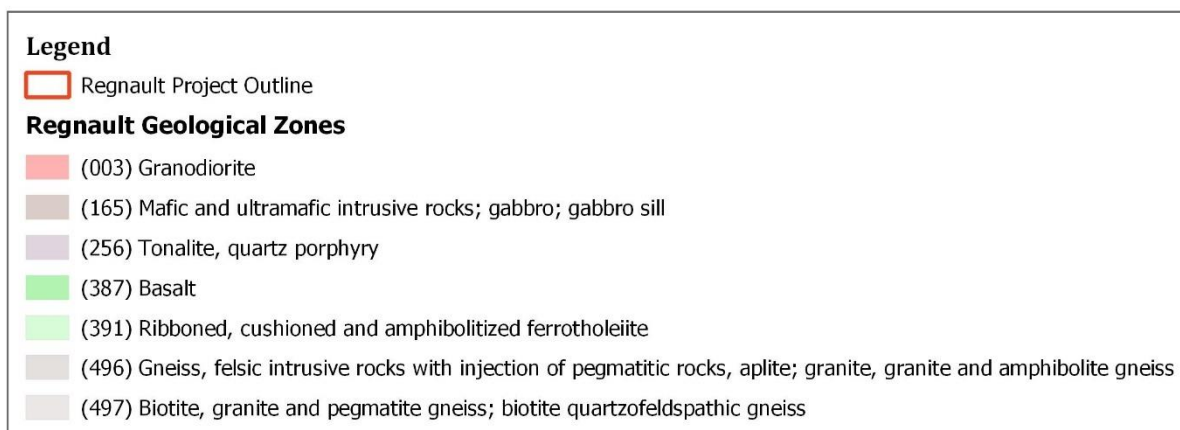 Legend
Regnault Project Outline
Regnault Geological Zones
(003) Granodiorite
(165) Mafic and ultramafic intrusive rocks; gabbro; gabbro sill
(256) Tonalite, quartz porphyry
(387) Basalt
(391) Ribboned, cushioned and amphibolitized ferrotholeiite
(496) Gneiss, felsic intrusive rocks with injection of pegmatitic rocks, aplite; granite, granite and amphibolite gneiss
(497) Biotite, granite and pegmatite gneiss; biotite quartzofeldspathic gneiss